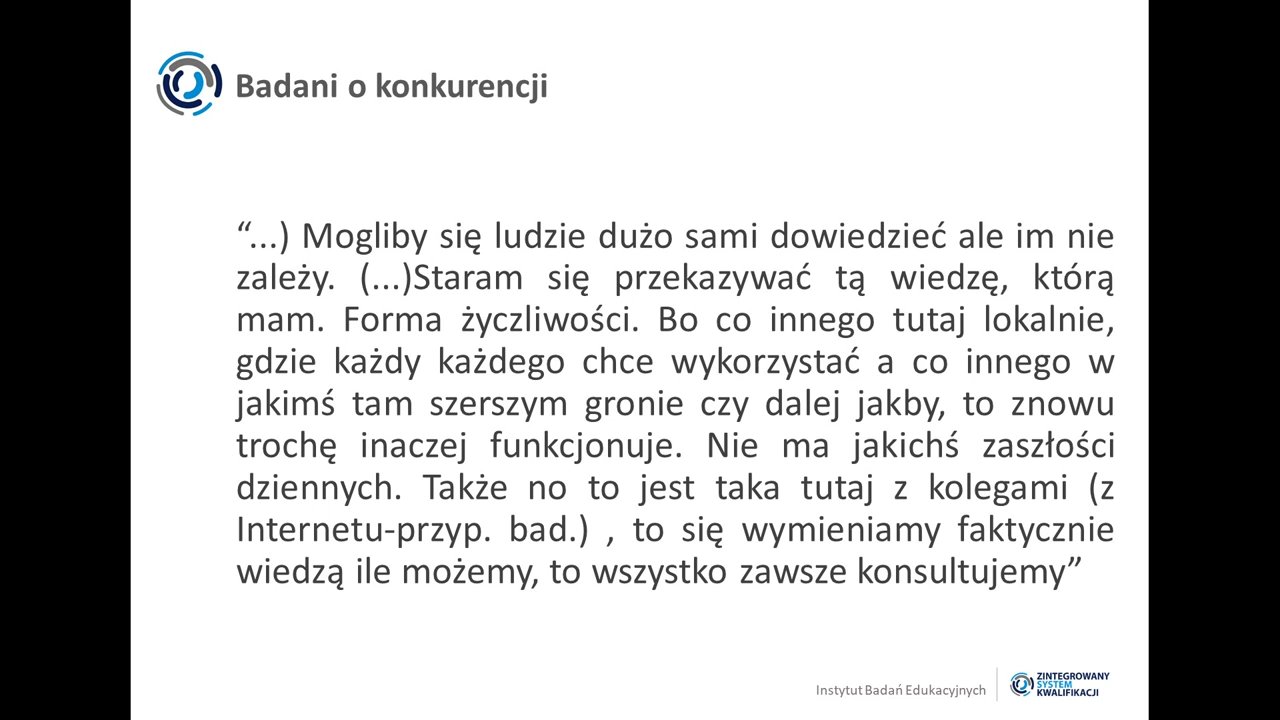 Badani o konkurencji
“...) Mogliby się ludzie dużo sami dowiedzieć ale im nie
zależy. (...)Staram się przekazywać tą wiedzę, którą
mam. Forma życzliwości. Bo co innego tutaj lokalnie,
gdzie każdy każdego chce wykorzystać a co innego w
jakimś tam szerszym gronie czy dalej jakby, to znowu
trochę inaczej funkcjonuje. Nie ma jakichś zaszłości
dziennych. Także no to jest taka tutaj z kolegami (z
Internetu-przyp. bad.) , to się wymieniamy faktycznie
wiedzą ile możemy, to wszystko zawsze konsultujemy”
Instytut Badań Edukacyjnych
ZINTEGROWANY
SYSTEM
KWALIFIKACJI